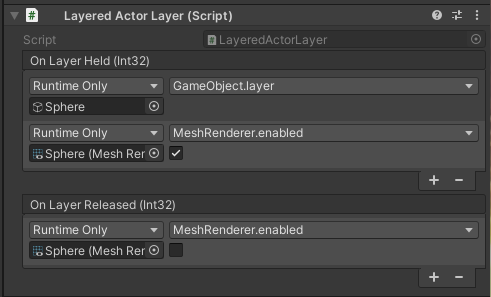 Layered Actor Layer (Script)
Script LayeredActorLayer
On Layer Held (Int32)
Runtime Only GameObject.layer
Sphere
Runtime Only MeshRenderer.enabled
Sphere (Mesh Rer
On Layer Released (Int32)
Runtime Only MeshRenderer.enabled
Sphere (Mesh Rer